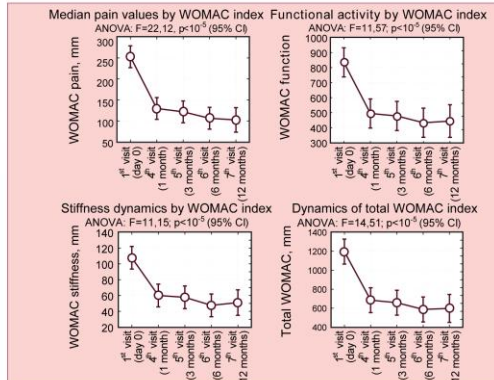 Median pain values by WOMAC index
ANOVA: F=22,12, p<10⁻⁵ (95% CI)
WOMAC pain, mm
300
250
200
150
100
50
1ˢᵗ visit (day 0)
4ᵗʰ visit (1 month)
5ᵗʰ visit (3 months)
6ᵗʰ visit (6 months)
7ᵗʰ visit (12 months)
Functional activity by WOMAC index
ANOVA: F=11,57; p<10⁻⁵ (95% CI)
WOMAC function
1000
900
800
700
600
500
400
300
1ˢᵗ visit (day 0)
4ᵗʰ visit (1 month)
5ᵗʰ visit (3 months)
6ᵗʰ visit (6 months)
7ᵗʰ visit (12 months)
Stiffness dynamics by WOMAC index
ANOVA: F=11,15; p<10⁻⁵ (95% CI)
WOMAC stiffness, mm
140
120
100
80
60
40
20
1ˢᵗ visit (day 0)
4ᵗʰ visit (1 month)
5ᵗʰ visit (3 months)
6ᵗʰ visit (6 months)
7ᵗʰ visit (12 months)
Dynamics of total WOMAC index
ANOVA: F=14,51; p<10⁻⁵ (95% CI)
Total WOMAC, mm
1400
1200
1000
800
600
400
1ˢᵗ visit (day 0)
4ᵗʰ visit (1 month)
5ᵗʰ visit (3 months)
6ᵗʰ visit (6 months)
7ᵗʰ visit (12 months)